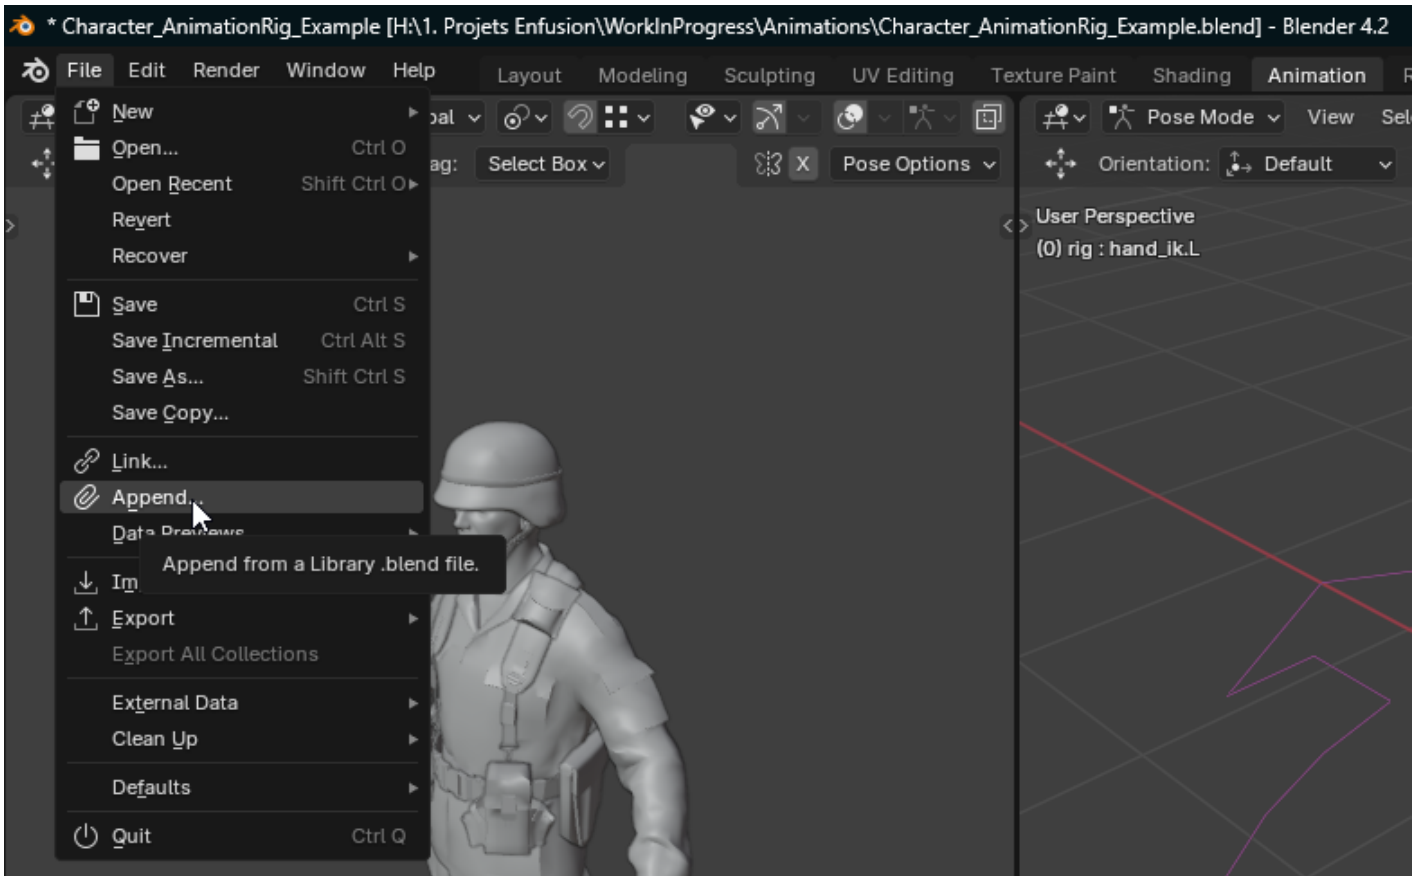 * Character_AnimationRig_Example [H:\1. Projets Enfusion\WorkInProgress\Animations\Character_AnimationRig_Example.blend] - Blender 4.2
File Edit Render Window Help Layout Modeling Sculpting UV Editing Texture Paint Shading Animation
New
Open... Ctrl O
Open Recent Shift Ctrl O
Revert
Recover
Save Ctrl S
Save Incremental Ctrl Alt S
Save As... Shift Ctrl S
Save Copy...
Link...
Append...
Data Previews
Append from a Library .blend file.
Export
Export All Collections
External Data
Clean Up
Defaults
Quit Ctrl Q
Select Box
X Pose Options
Pose Mode View
Orientation: Default
User Perspective
(0) rig : hand_ik.L